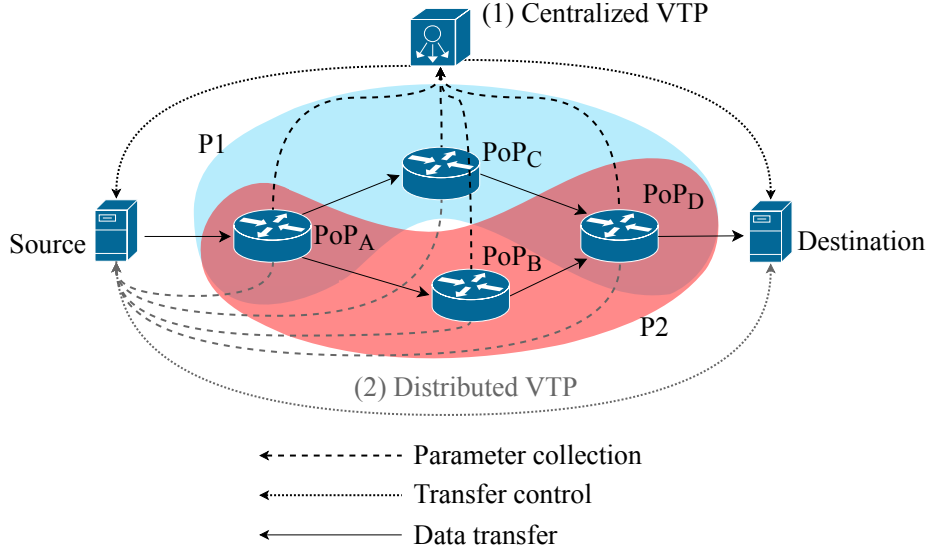 (1) Centralized VTP
P1
PoP_C
PoP_D
Source
PoP_A
Destination
PoP_B
P2
(2) Distributed VTP
Parameter collection
Transfer control
Data transfer